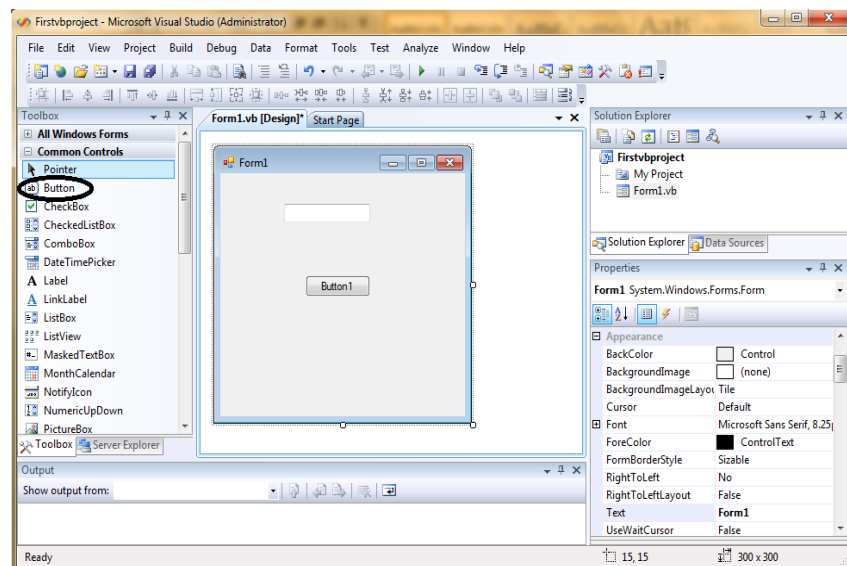 Firstvbproject - Microsoft Visual Studio (Administrator)
File Edit View Project Build Debug Data Format Tools Test Analyze Window Help
Toolbox
All Windows Forms
Common Controls
Pointer
Button
CheckBox
CheckedListBox
ComboBox
DateTimePicker
Label
LinkLabel
ListBox
ListView
MaskedTextBox
MonthCalendar
NotifyIcon
NumericUpDown
PictureBox
Toolbox Server Explorer
Form1.vb [Design]* Start Page
Form1
Button1
Solution Explorer
Firstvbproject
My Project
Form1.vb
Solution Explorer Data Sources
Properties
Form1 System.Windows.Forms.Form
Appearance
BackColor Control
BackgroundImage (none)
BackgroundImageLayou Tile
Cursor Default
Font Microsoft Sans Serif, 8.25p
ForeColor ControlText
FormBorderStyle Sizable
RightToLeft No
RightToLeftLayout False
Text Form1
UseWaitCursor False
Output
Show output from:
Ready
15, 15 300 x 300